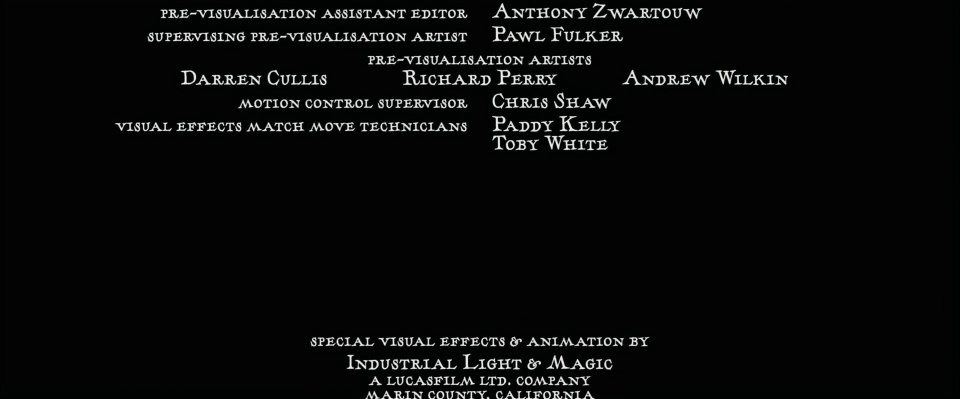 PRE-VISUALISATION ASSISTANT EDITOR ANTHONY ZWARTOUW
SUPERVISING PRE-VISUALISATION ARTIST PAWL FULKER
PRE-VISUALISATION ARTISTS
DARREN CULLIS RICHARD PERRY ANDREW WILKIN
MOTION CONTROL SUPERVISOR CHRIS SHAW
VISUAL EFFECTS MATCH MOVE TECHNICIANS PADDY KELLY
TOBY WHITE
SPECIAL VISUAL EFFECTS & ANIMATION BY
INDUSTRIAL LIGHT & MAGIC
A LUCASFILM LTD. COMPANY
MARIN COUNTY, CALIFORNIA